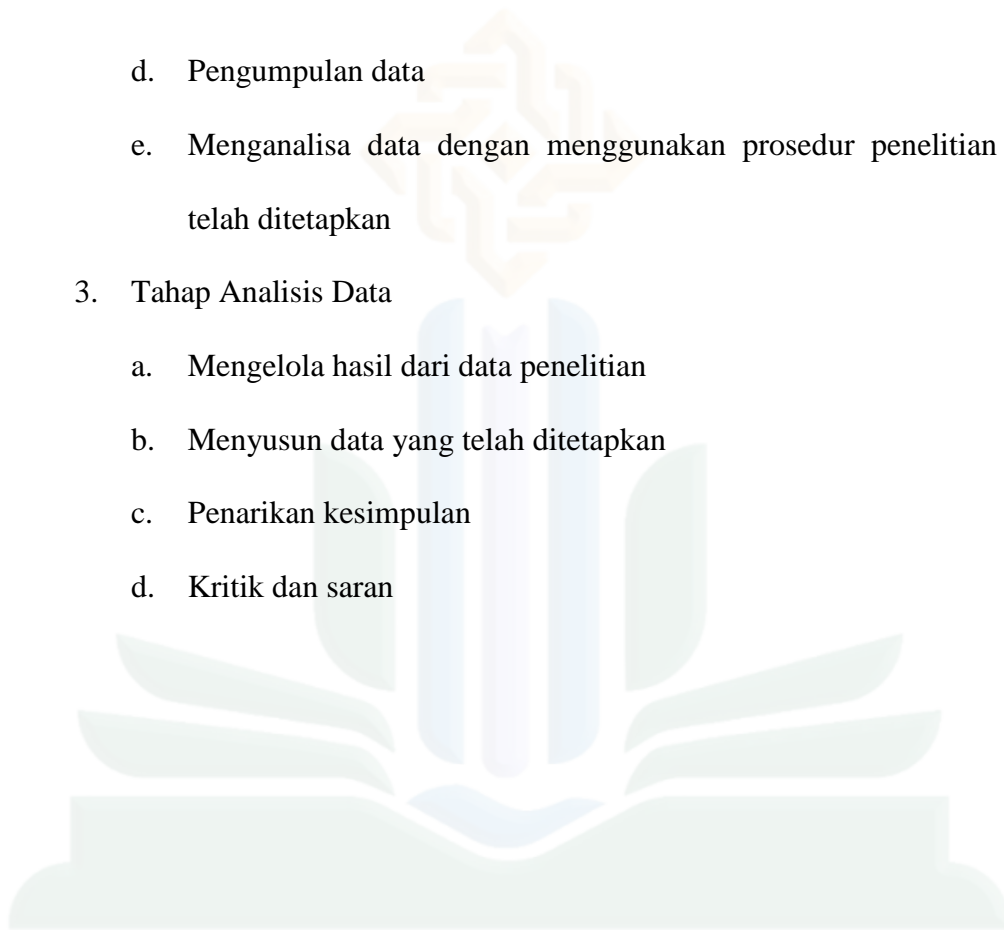 d. Pengumpulan data
e. Menganalisa data dengan menggunakan prosedur penelitian
telah ditetapkan
3. Tahap Analisis Data
a. Mengelola hasil dari data penelitian
b. Menyusun data yang telah ditetapkan
c. Penarikan kesimpulan
d. Kritik dan saran